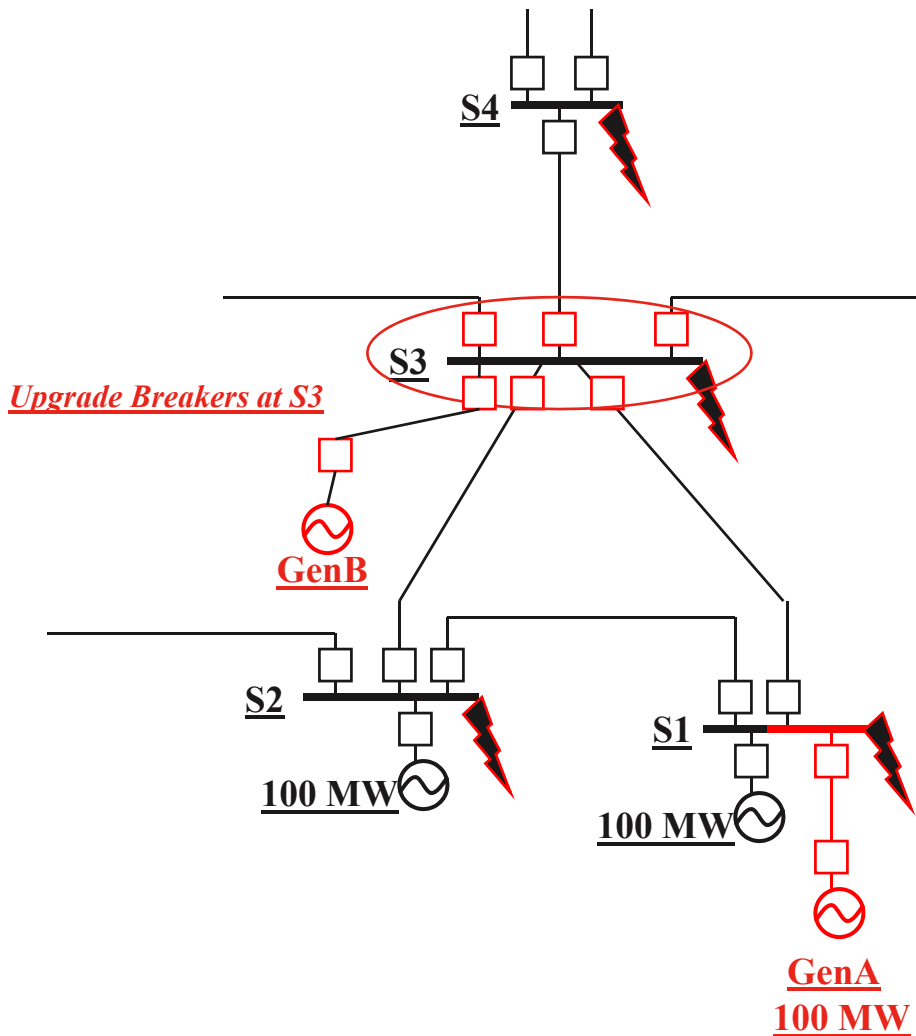 S4
S3
Upgrade Breakers at S3
GenB
S2
S1
100 MW
100 MW
GenA
100 MW